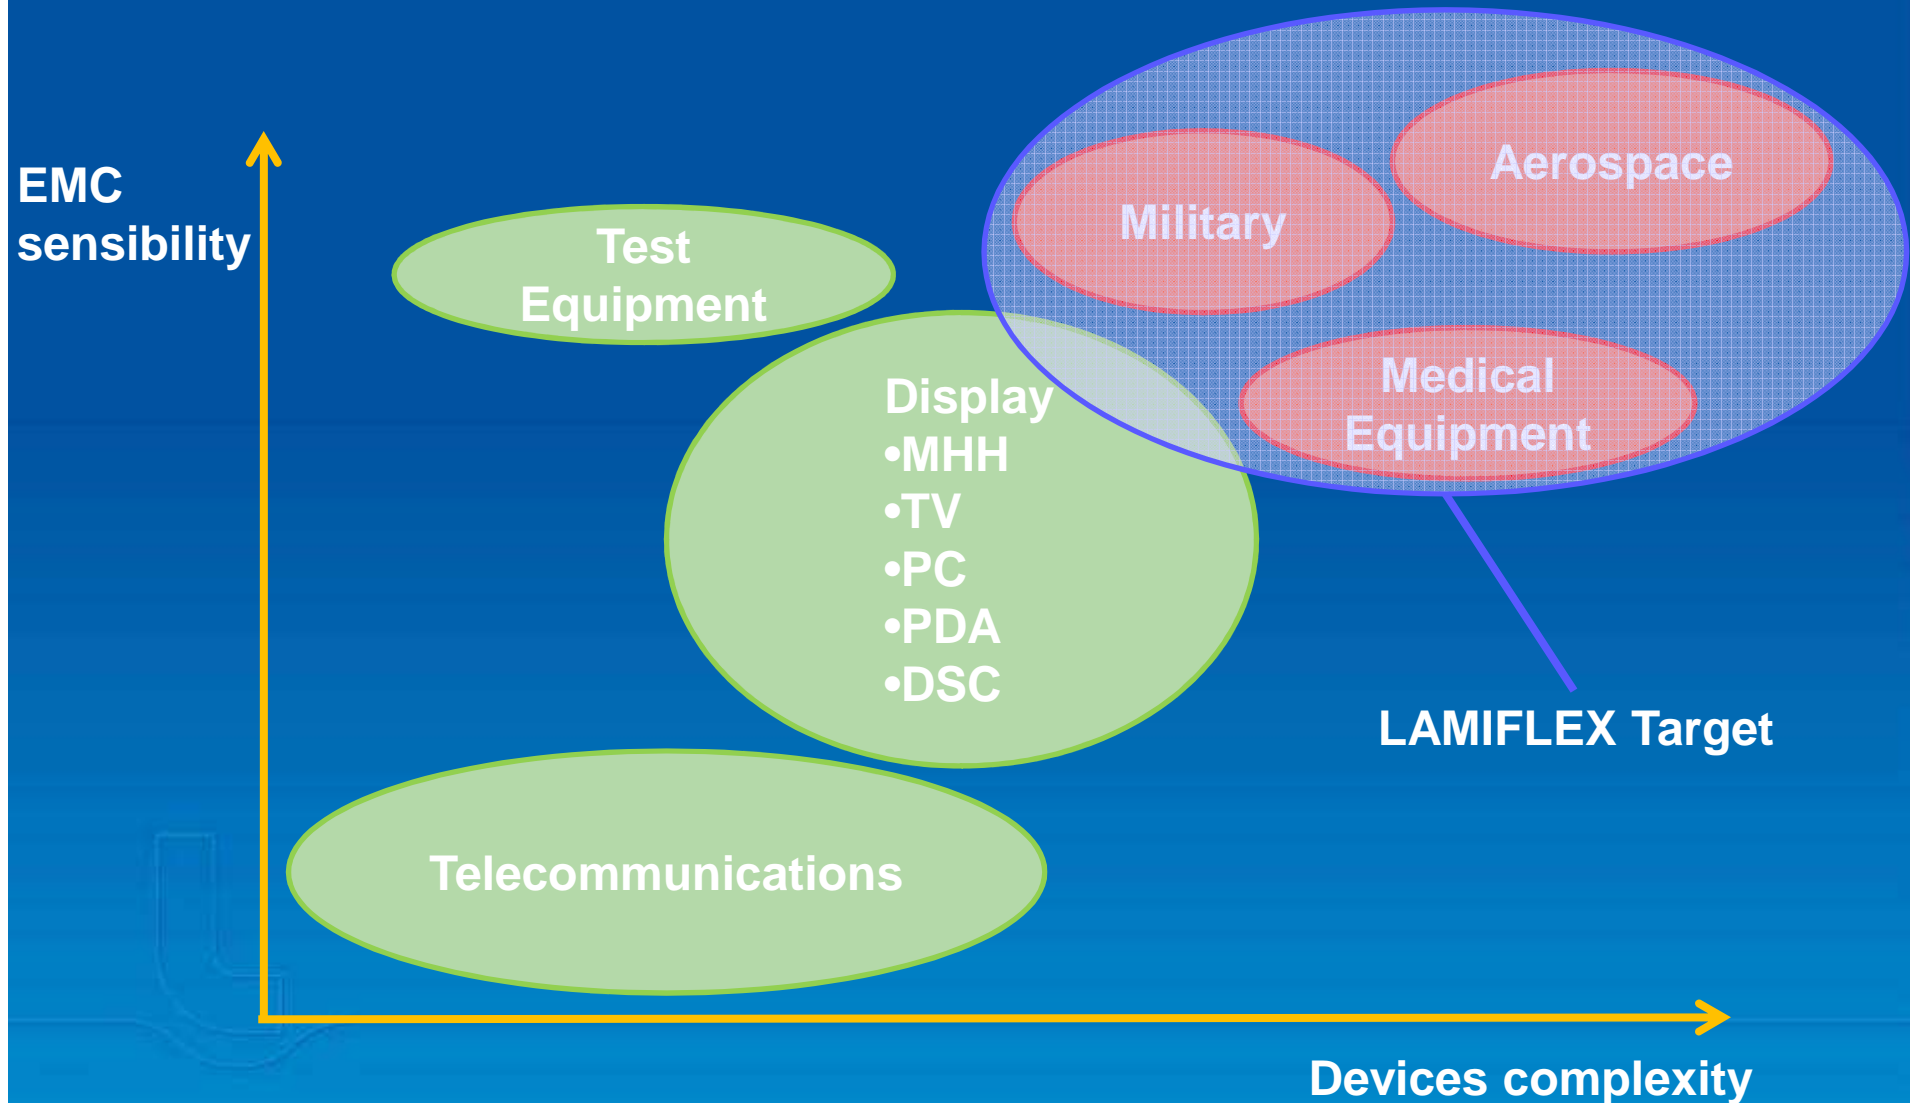 EMC
sensibility
Test
Equipment
Military
Aerospace
Medical
Equipment
Display
•MHH
•TV
•PC
•PDA
•DSC
LAMIFLEX Target
Telecommunications
Devices complexity